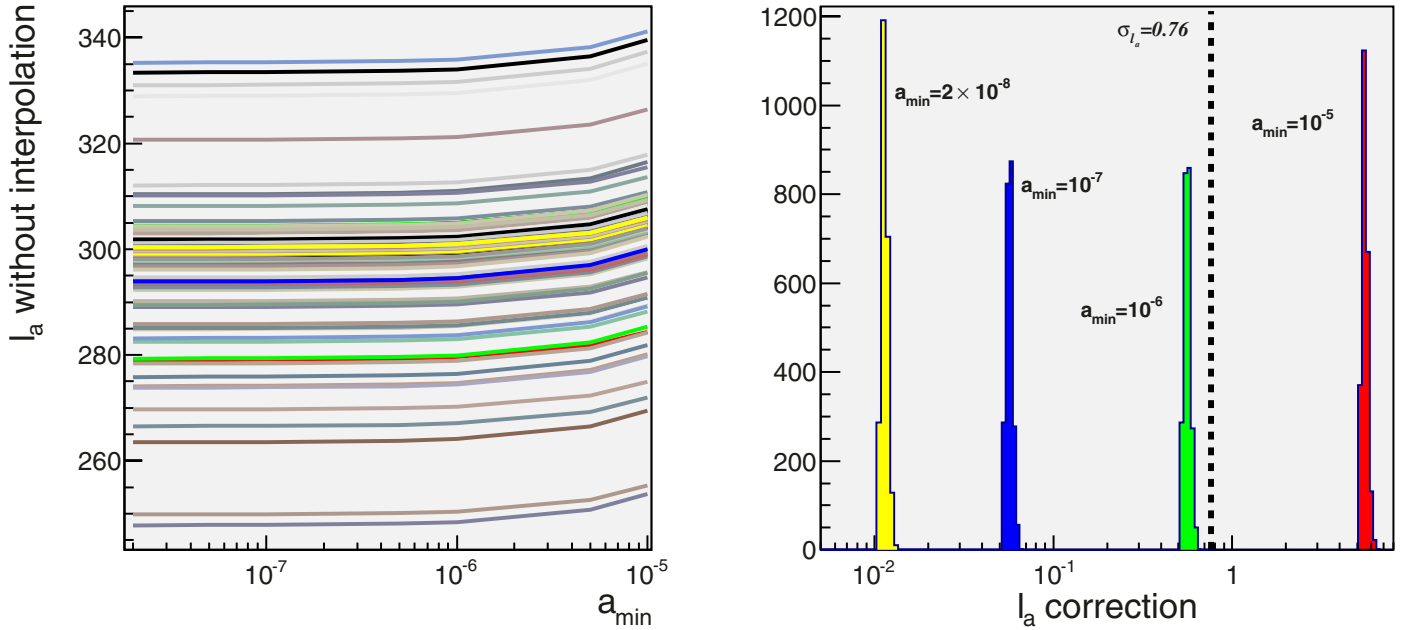 l_a without interpolation
340
320
300
280
260
10^-7
10^-6
10^-5
a_min
1200
1000
800
600
400
200
0
σ_l_a=0.76
a_min=2 × 10^-8
a_min=10^-5
a_min=10^-7
a_min=10^-6
10^-2
10^-1
1
l_a correction